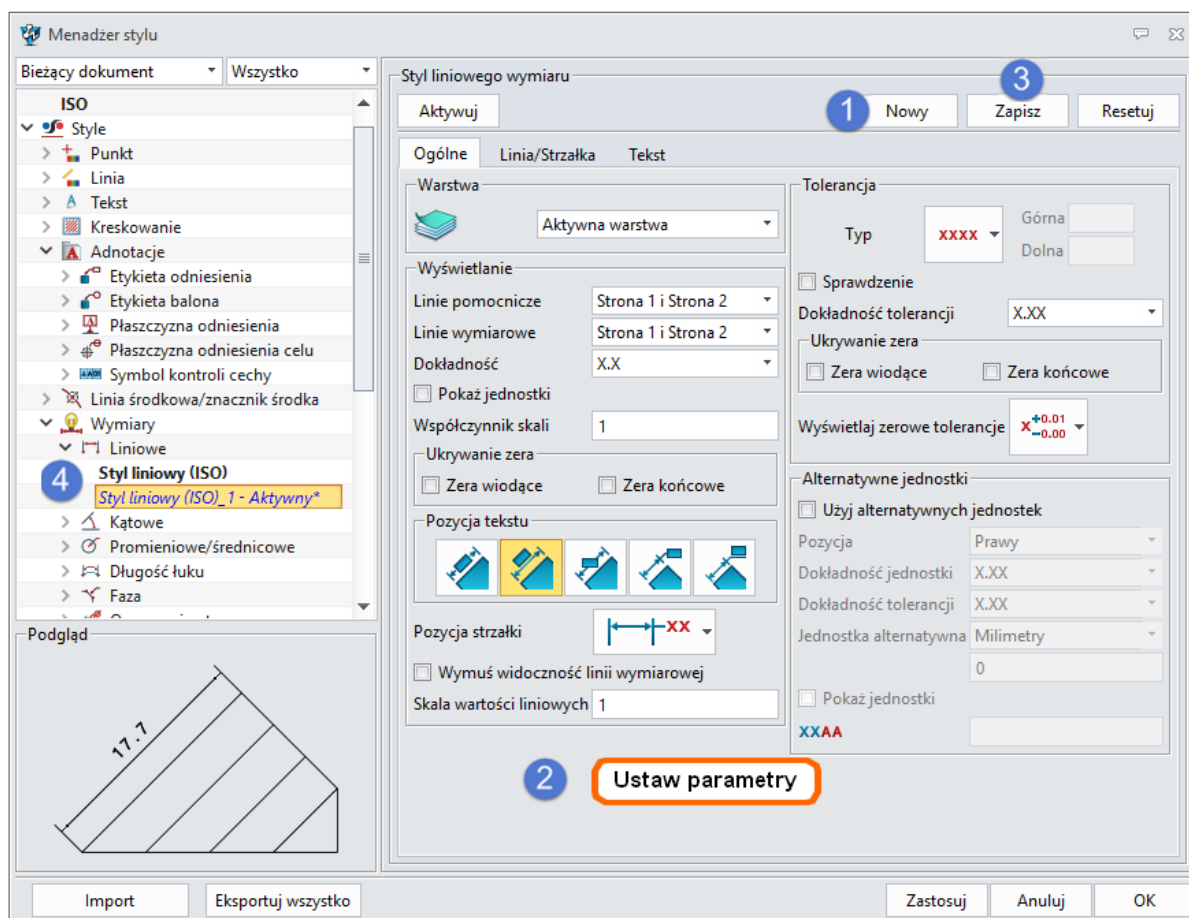 Menadżer stylu
Bieżący dokument
Wszystko
ISO
Style
Punkt
Linia
Tekst
Kreskowanie
Adnotacje
Etykieta odniesienia
Etykieta balona
Płaszczyzna odniesienia
Płaszczyzna odniesienia celu
Symbol kontroli cechy
Linia środkowa/znacznik środka
Wymiary
Liniowe
4
Styl liniowy (ISO)
Styl liniowy (ISO)_1 - Aktywny*
Kątowe
Promieniowe/średnicowe
Długość łuku
Faza
Podgląd
17.7
Styl liniowego wymiaru
Aktywuj
1
Nowy
3
Zapisz
Resetuj
Ogólne
Linia/Strzałka
Tekst
Warstwa
Aktywna warstwa
Wyświetlanie
Linie pomocnicze
Strona 1 i Strona 2
Linie wymiarowe
Strona 1 i Strona 2
Dokładność
X.X
Pokaż jednostki
Współczynnik skali
1
Ukrywanie zera
Zera wiodące
Zera końcowe
Pozycja tekstu
Pozycja strzałki
XX
Wymuś widoczność linii wymiarowej
Skala wartości liniowych
1
Tolerancja
Typ
XXXX
Górna
Dolna
Sprawdzenie
Dokładność tolerancji
X.XX
Ukrywanie zera
Zera wiodące
Zera końcowe
Wyświetlaj zerowe tolerancje
X+0.01
-0.00
Alternatywne jednostki
Użyj alternatywnych jednostek
Pozycja
Prawy
Dokładność jednostki
X.XX
Dokładność tolerancji
X.XX
Jednostka alternatywna
Milimetry
0
Pokaż jednostki
XXAA
2
Ustaw parametry
Import
Eksportuj wszystko
Zastosuj
Anuluj
OK